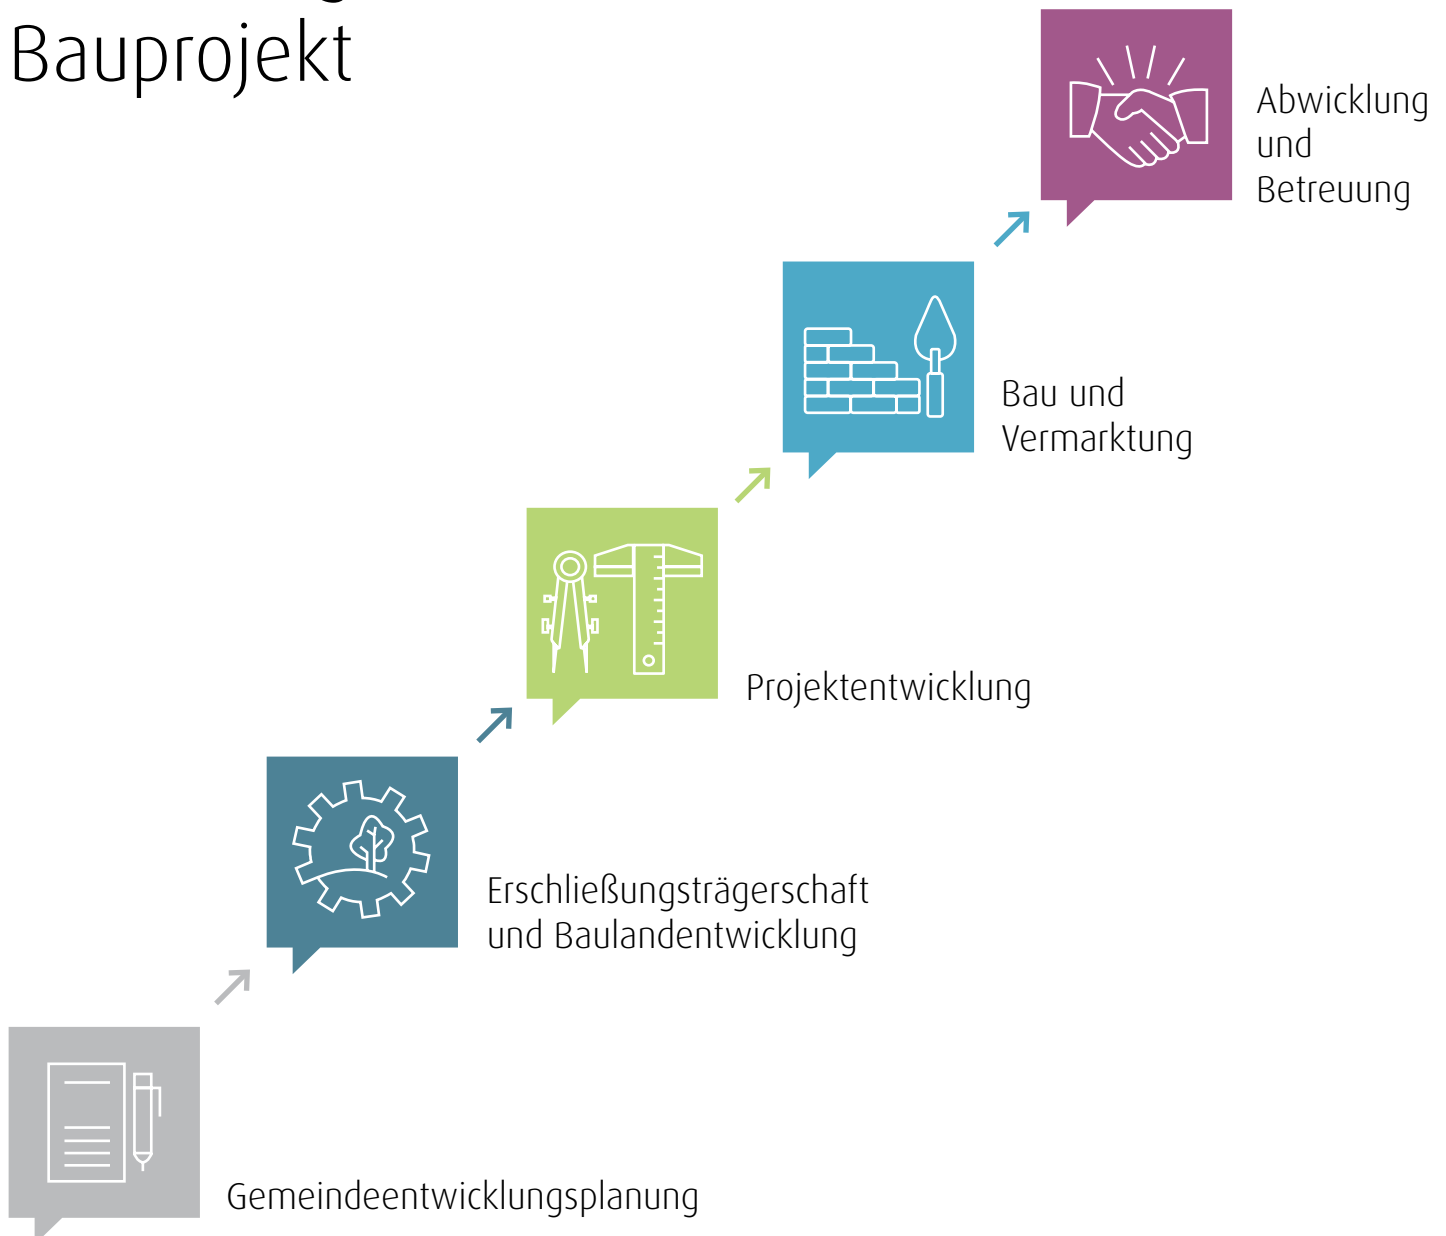 Bauprojekt
Abwicklung
und
Betreuung
Bau und
Vermarktung
Projektentwicklung
Erschließungsträgerschaft
und Baulandentwicklung
Gemeindeentwicklungsplanung